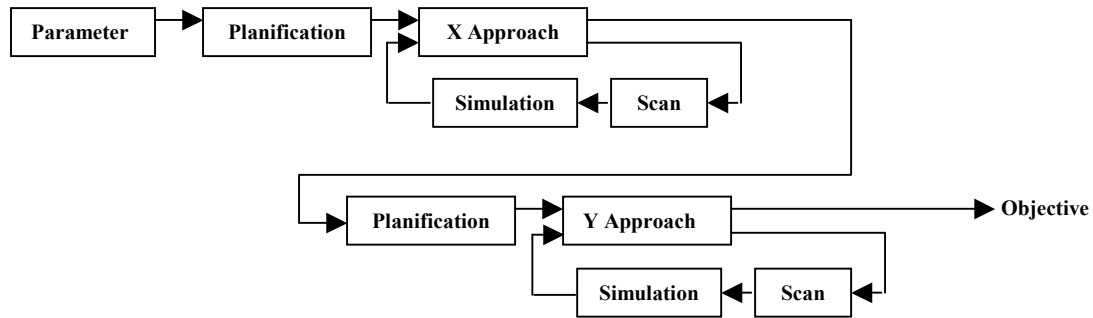 Parameter
Planification
X Approach
Simulation
Scan
Planification
Y Approach
Objective
Simulation
Scan